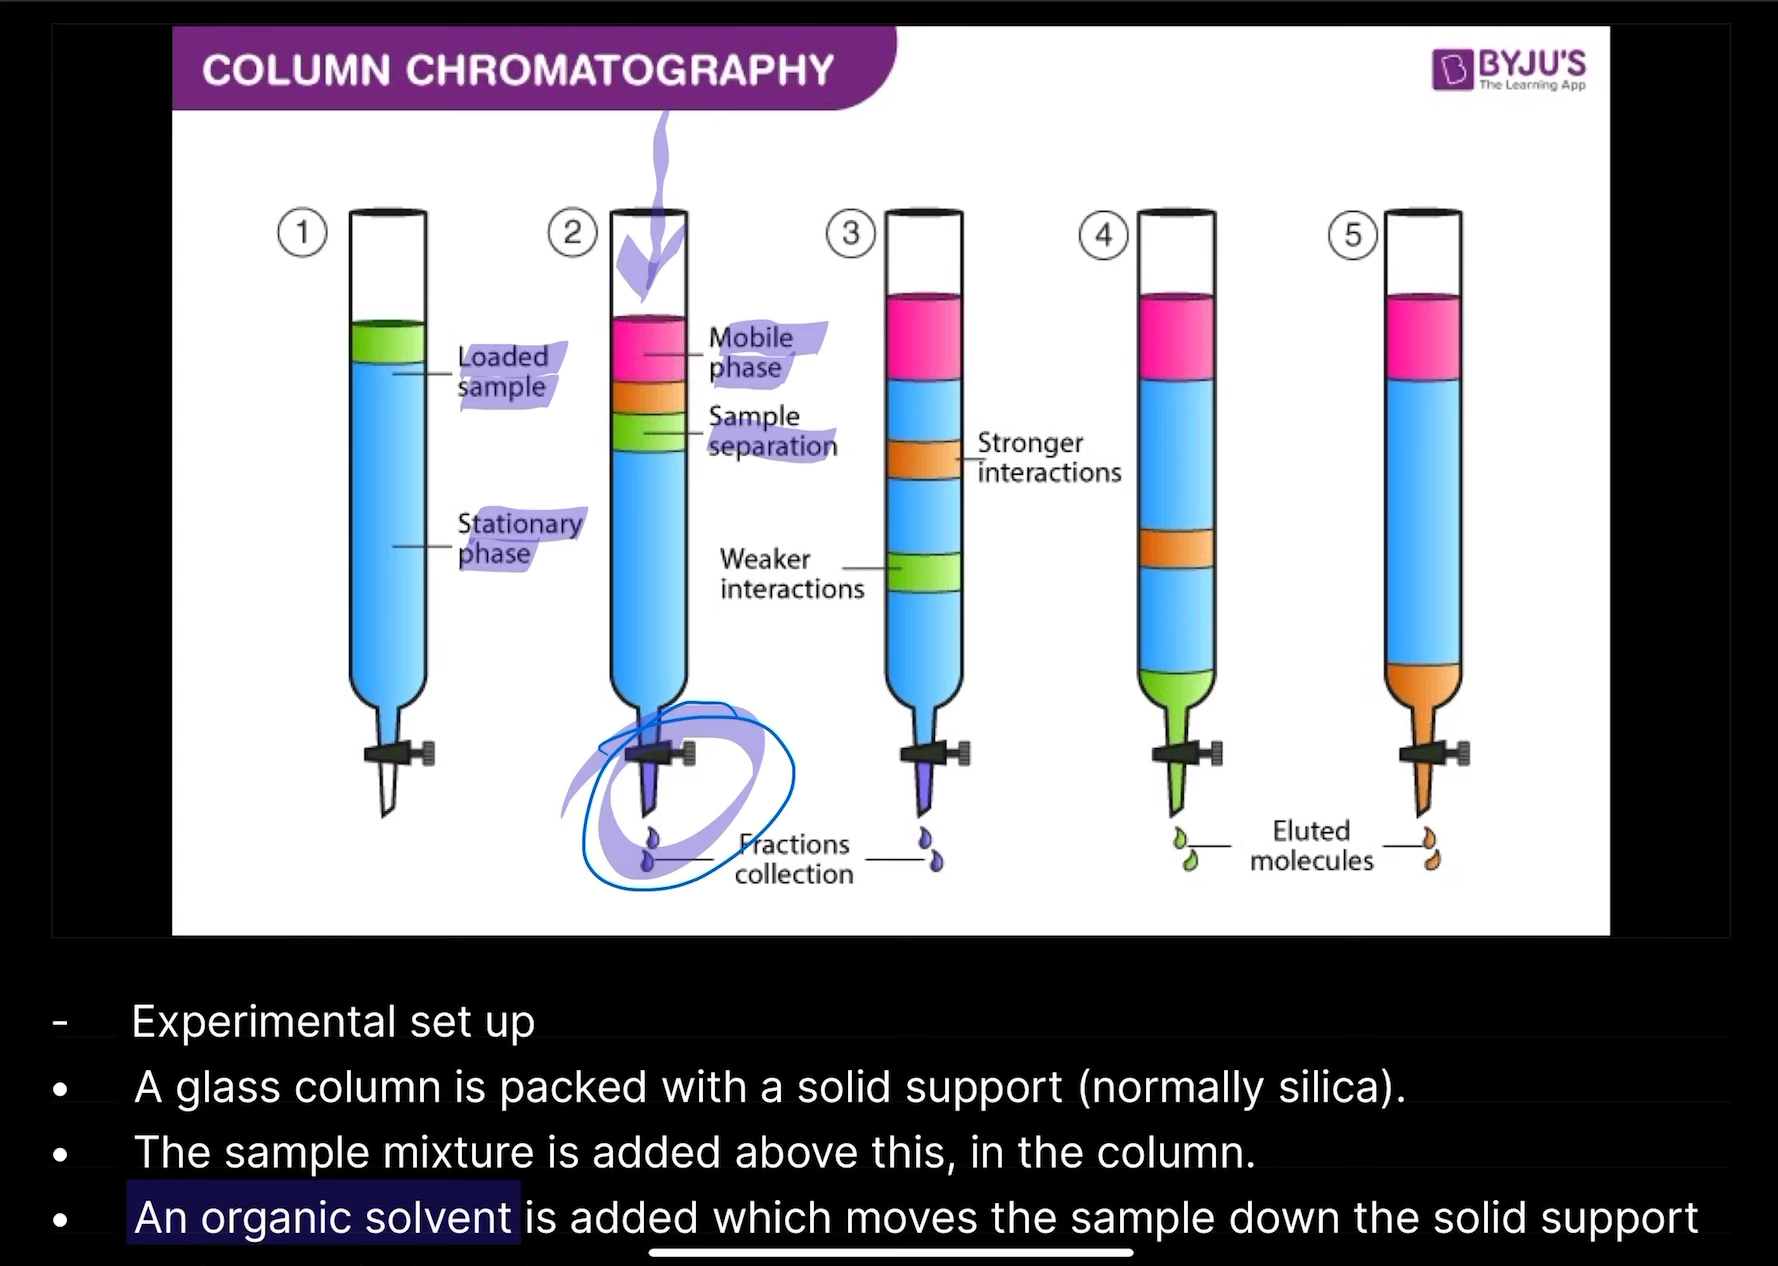 COLUMN CHROMATOGRAPHY
BYJU'S
The Learning App
1
2
3
4
5
Loaded
sample
Stationary
phase
Mobile
phase
Sample
separation
Stronger
interactions
Weaker
interactions
Fractions
collection
Eluted
molecules
- Experimental set up
• A glass column is packed with a solid support (normally silica).
• The sample mixture is added above this, in the column.
• An organic solvent is added which moves the sample down the solid support